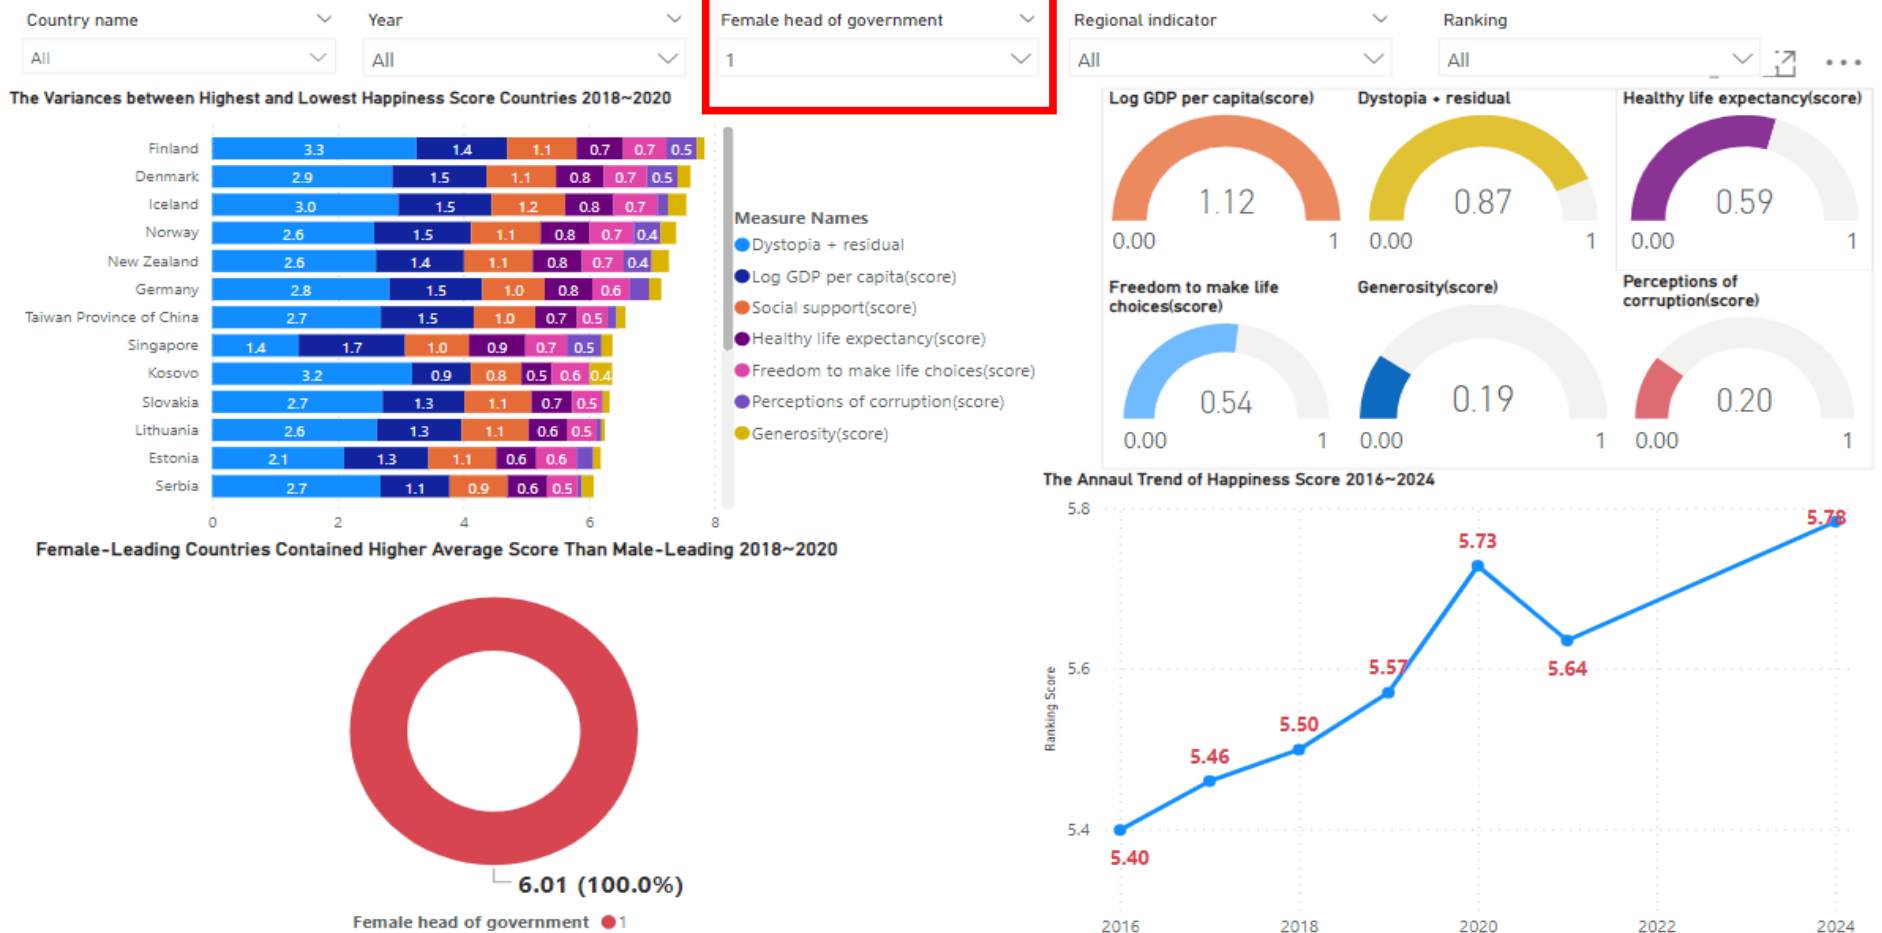 Country name
All
Year
All
Female head of government
1
Regional indicator
All
Ranking
All
The Variances between Highest and Lowest Happiness Score Countries 2018~2020
Finland 3.3 1.4 1.1 0.7 0.7 0.5
Denmark 2.9 1.5 1.1 0.8 0.7 0.5
Iceland 3.0 1.5 1.2 0.8 0.7
Norway 2.6 1.5 1.1 0.8 0.7 0.4
New Zealand 2.6 1.4 1.1 0.8 0.7 0.4
Germany 2.8 1.5 1.0 0.8 0.6
Taiwan Province of China 2.7 1.5 1.0 0.7 0.5
Singapore 1.4 1.7 1.0 0.9 0.7 0.5
Kosovo 3.2 0.9 0.8 0.5 0.6 0.4
Slovakia 2.7 1.3 1.1 0.7 0.5
Lithuania 2.6 1.3 1.1 0.6 0.5
Estonia 2.1 1.3 1.1 0.6 0.6
Serbia 2.7 1.1 0.9 0.6 0.5
0 2 4 6 8
Measure Names
Dystopia + residual
Log GDP per capita(score)
Social support(score)
Healthy life expectancy(score)
Freedom to make life choices(score)
Perceptions of corruption(score)
Generosity(score)
Log GDP per capita(score)
1.12
0.00 1
Dystopia + residual
0.87
0.00 1
Healthy life expectancy(score)
0.59
0.00 1
Freedom to make life
choices(score)
0.54
0.00 1
Generosity(score)
0.19
0.00 1
Perceptions of
corruption(score)
0.20
0.00 1
Female-Leading Countries Contained Higher Average Score Than Male-Leading 2018~2020
6.01 (100.0%)
Female head of government 1
The Annaul Trend of Happiness Score 2016~2024
Ranking Score
5.8
5.6
5.4
5.40
5.46
5.50
5.57
5.73
5.64
5.78
2016 2018 2020 2022 2024